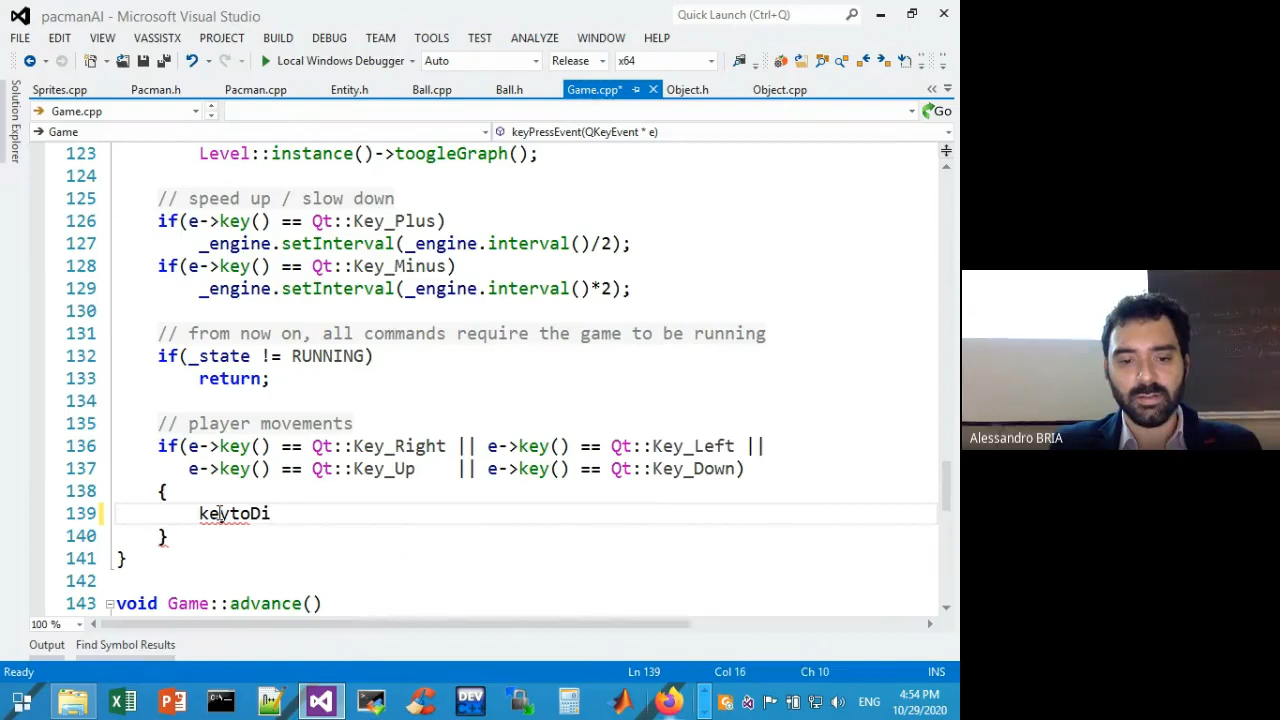 pacmanAI - Microsoft Visual Studio
Quick Launch (Ctrl+Q)
FILE EDIT VIEW VASSISTX PROJECT BUILD DEBUG TEAM TOOLS TEST ANALYZE WINDOW HELP
Local Windows Debugger Auto Release x64
Sprites.cpp Pacman.h Pacman.cpp Entity.h Ball.cpp Ball.h Game.cpp* Object.h Object.cpp
Game.cpp Go
Game keyPressEvent(QKeyEvent * e)
Solution Explorer
123 Level::instance()->toogleGraph();
124
125 // speed up / slow down
126 if(e->key() == Qt::Key_Plus)
127 _engine.setInterval(_engine.interval()/2);
128 if(e->key() == Qt::Key_Minus)
129 _engine.setInterval(_engine.interval()*2);
130
131 // from now on, all commands require the game to be running
132 if(_state != RUNNING)
133 return;
134
135 // player movements
136 if(e->key() == Qt::Key_Right || e->key() == Qt::Key_Left ||
137 e->key() == Qt::Key_Up || e->key() == Qt::Key_Down)
138 {
139 keytoDi
140 }
141 }
142
143 void Game::advance()
100 %
Output Find Symbol Results
Ready Ln 139 Col 16 Ch 10 INS
DEV
ENG
4:54 PM
10/29/2020
Alessandro BRIA